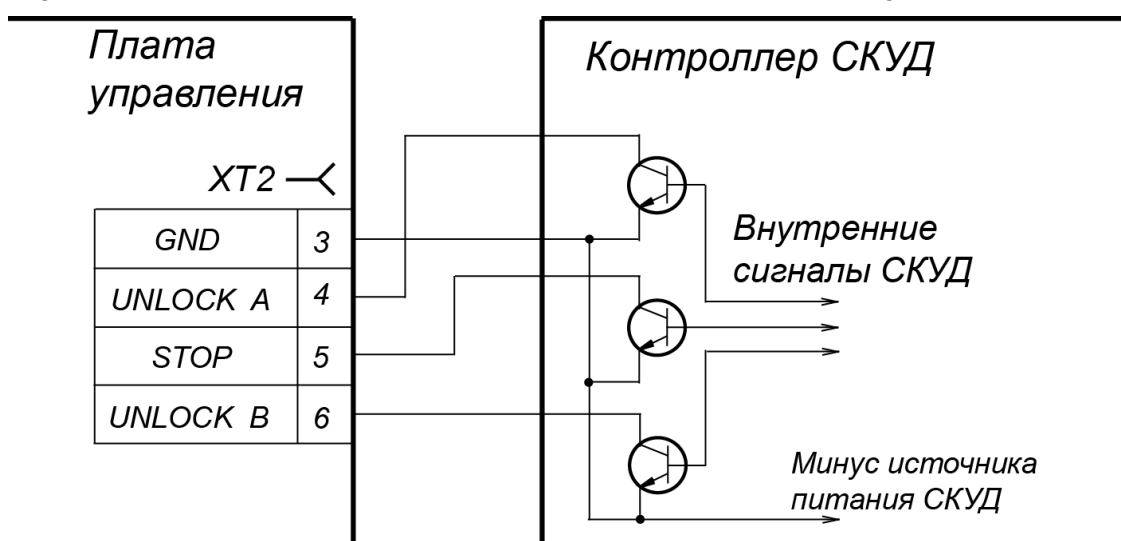 Плата
управления
Контроллер СКУД
XT2
GND 3
UNLOCK A 4
STOP 5
UNLOCK B 6
Внутренние
сигналы СКУД
Минус источника
питания СКУД